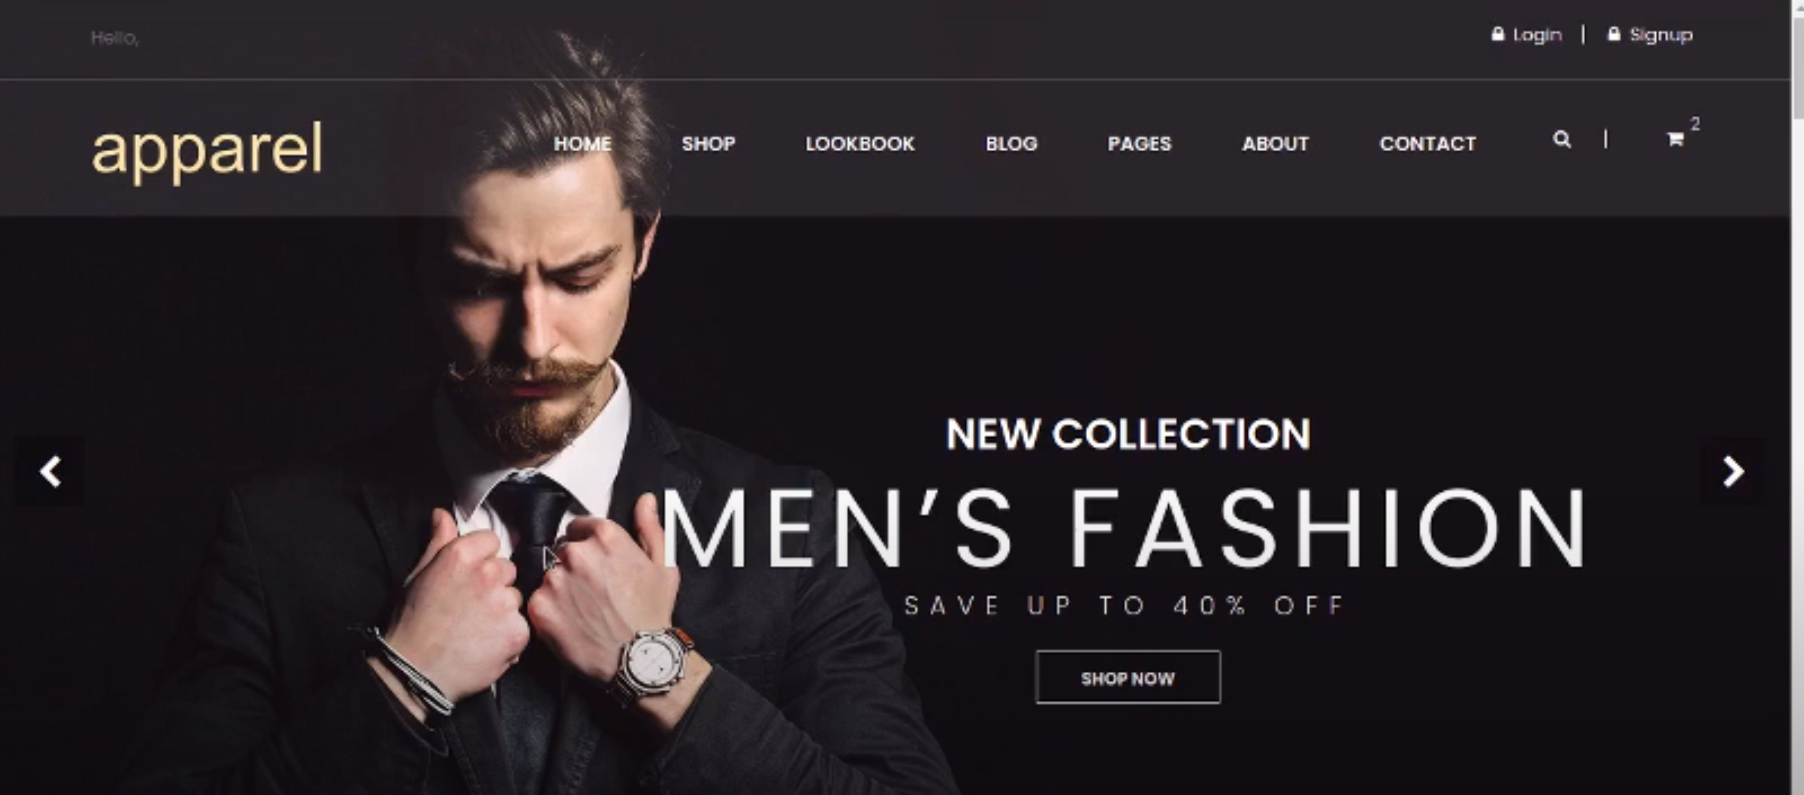 Hello,
Login | Signup
apparel
HOME SHOP LOOKBOOK BLOG PAGES ABOUT CONTACT | 2
NEW COLLECTION
MEN’S FASHION
SAVE UP TO 40% OFF
SHOP NOW